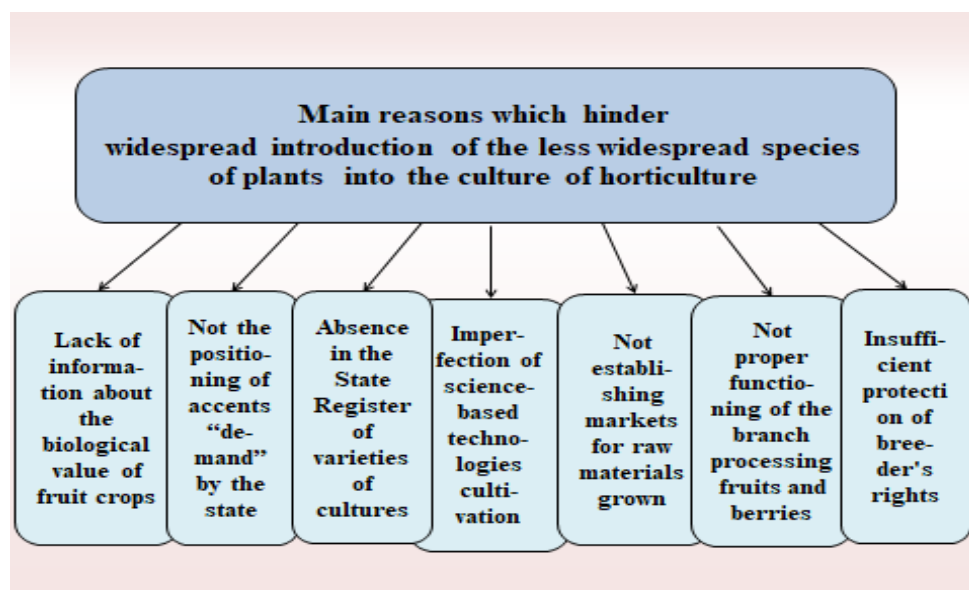 Main reasons which hinder
widespread introduction of the less widespread species
of plants into the culture of horticulture
Lack of
informa-
tion about
the
biological
value of
fruit crops
Not the
positio-
ning of
accents
“de-
mand”
by the
state
Absence
in the
State
Register
of
varieties
of
cultures
Imper-
fection of
science-
based
techno-
logies
culti-
vation
Not
establi-
shing
markets
for raw
materials
grown
Not
proper
functio-
ning of the
branch
processing
fruits and
berries
Insuffi-
cient
protecti
on of
bree-
der's
rights